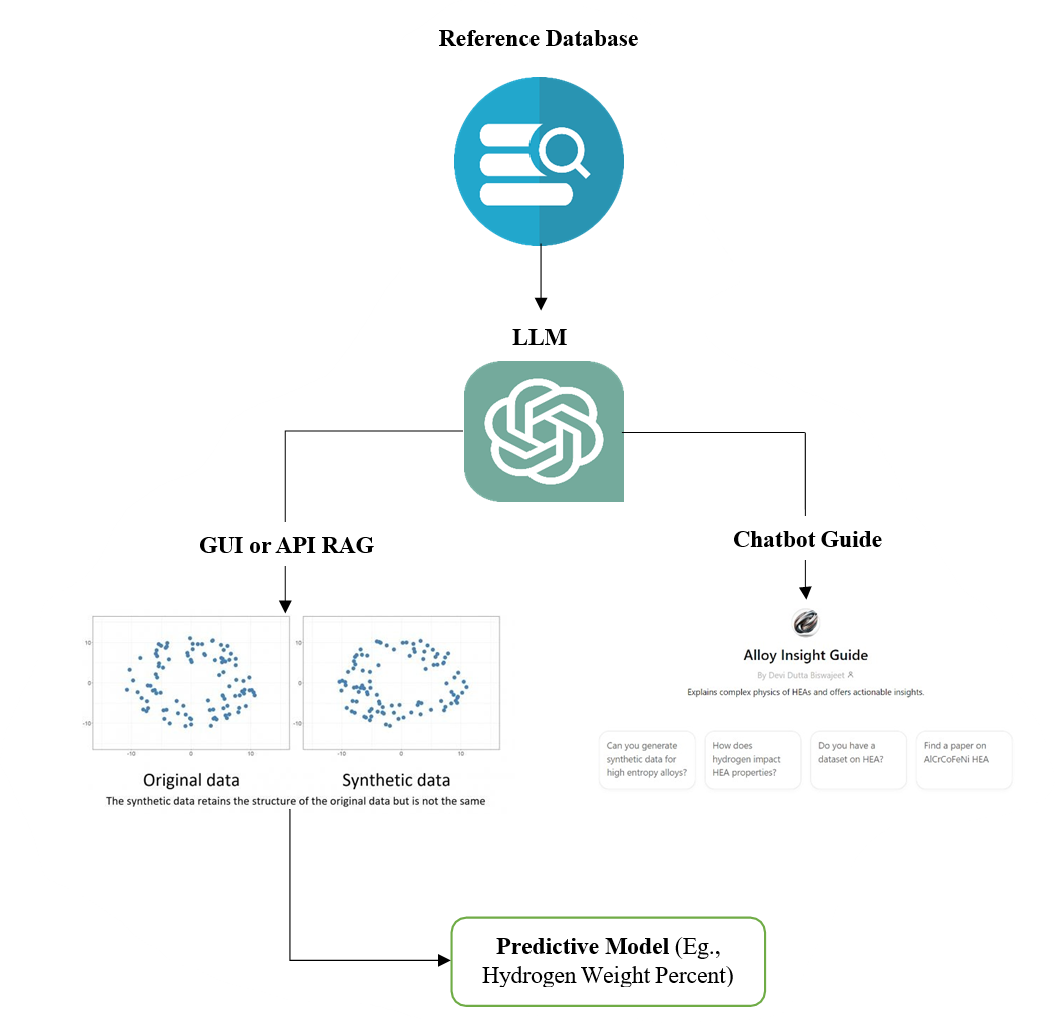 Reference Database
LLM
GUI or API RAG
Chatbot Guide
10
0
-10
-10
0
10
10
0
-10
-10
0
10
Original data
Synthetic data
The synthetic data retains the structure of the original data but is not the same
Alloy Insight Guide
By Devi Dutta Biswajeet
Explains complex physics of HEAs and offers actionable insights.
Can you generate
synthetic data for
high entropy alloys?
How does
hydrogen impact
HEA properties?
Do you have a
dataset on HEA?
Find a paper on
AlCrCoFeNi HEA
Predictive Model (Eg.,
Hydrogen Weight Percent)